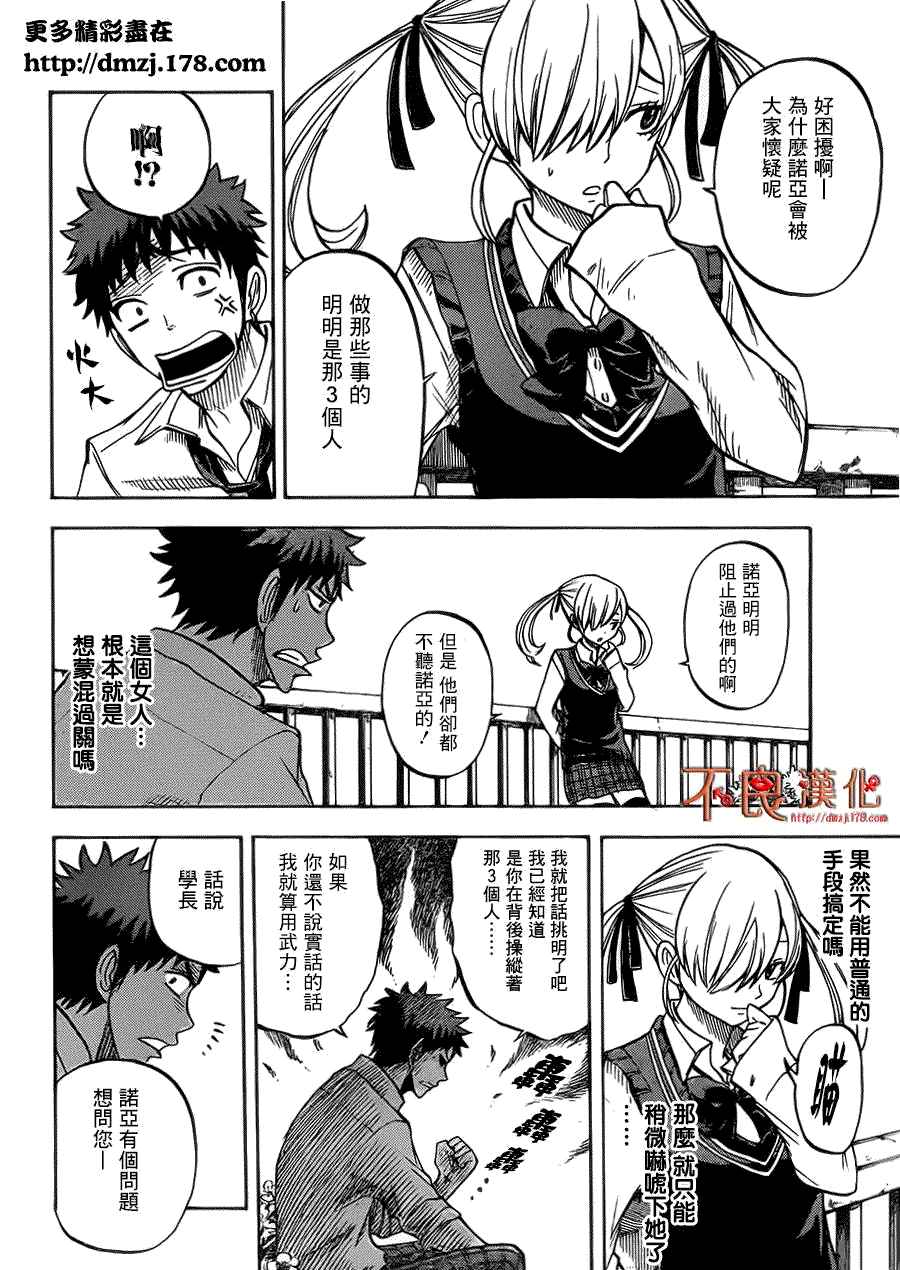 更多精彩盡在
http://dmzj.178.com
好困擾啊—
為什麼諾亞會被
大家懷疑呢
做那些事的
明明是那3個人
啊!?
火大
諾亞明明
阻止過他們的啊
但是 他們卻都
不聽諾亞的!
這個女人…
根本就是
想蒙混過關嗎
不良漢化
http://dmzj.178.com
果然不能用普通的
手段搞定嗎—
喵
那麼 就只能
稍微嚇唬下她了
……
我就把話挑明了吧
我已經知道
是你在背後操縱著
那3個人……
如果
你還不說實話的話
我就算用武力…
轟
轟
轟
話說
學長
諾亞有個問題
想問您—